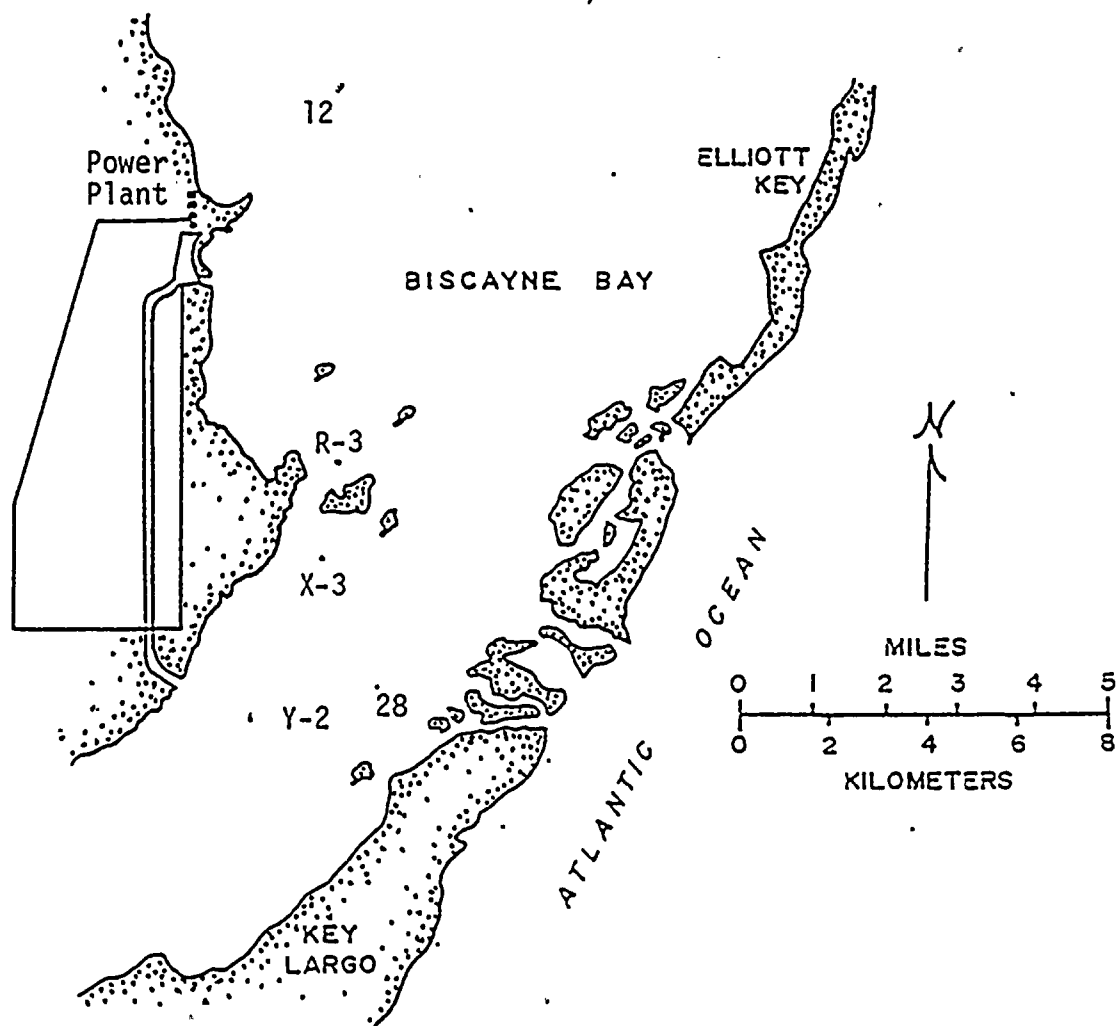 12
Power
Plant
ELLIOTT
KEY
BISCAYNE BAY
R-3
N
X-3
OCEAN
MILES
0 1 2 3 4 5
28
Y-2
0 2 4 6 8
KILOMETERS
ATLANTIC
KEY
LARGO